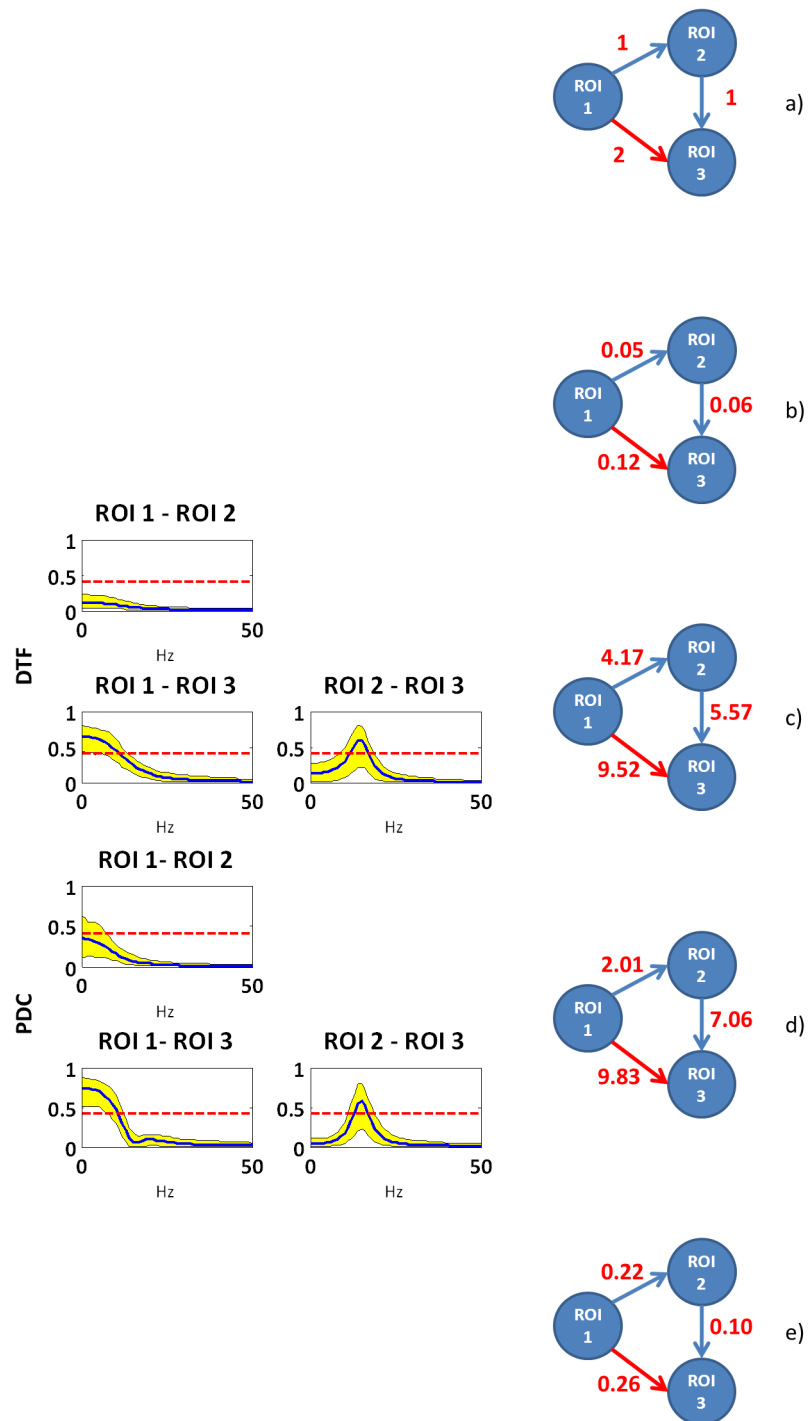 1
ROI 2
ROI 1
1
a)
2
ROI 3
0.05
ROI 2
ROI 1
0.06
b)
0.12
ROI 3
ROI 1 - ROI 2
1
0.5
0
0
50
Hz
DTF
ROI 1 - ROI 3
1
0.5
0
0
50
Hz
ROI 2 - ROI 3
1
0.5
0
0
50
Hz
4.17
ROI 2
ROI 1
5.57
c)
9.52
ROI 3
ROI 1- ROI 2
1
0.5
0
0
50
Hz
PDC
ROI 1- ROI 3
1
0.5
0
0
50
Hz
ROI 2 - ROI 3
1
0.5
0
0
50
Hz
2.01
ROI 2
ROI 1
7.06
d)
9.83
ROI 3
0.22
ROI 2
ROI 1
0.10
e)
0.26
ROI 3